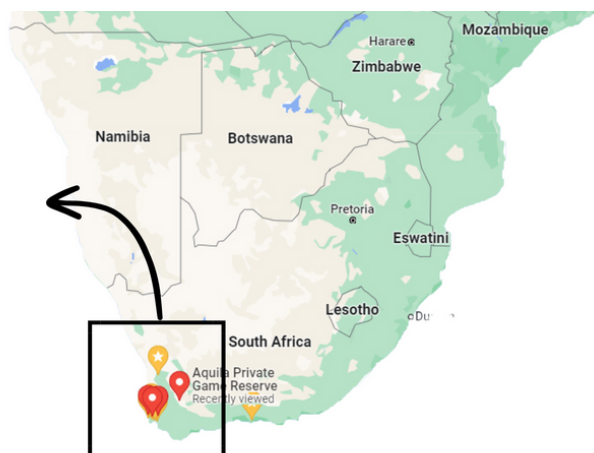 Mozambique
Harare
Zimbabwe
Namibia
Botswana
Pretoria
Eswatini
Lesotho
South Africa
Aquila Private
Game Reserve
Recently viewed